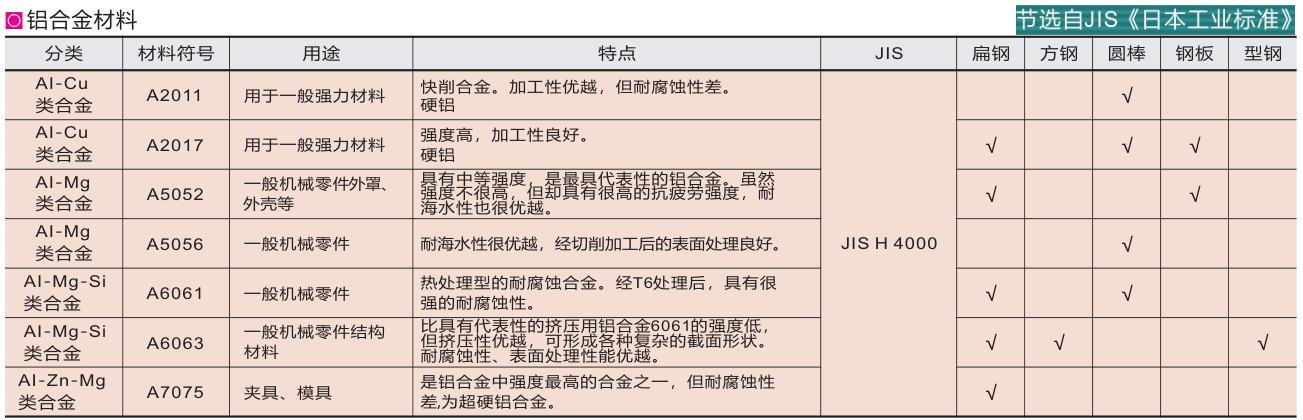 铝合金材料
节选自JIS《日本工业标准》
分类 材料符号 用途 特点 JIS 扁钢 方钢 圆棒 钢板 型钢
Al-Cu
类合金
A2011
用于一般强力材料
快削合金。加工性优越，但耐腐蚀性差。
硬铝
√
Al-Cu
类合金
A2017
用于一般强力材料
强度高，加工性良好。
硬铝
√ √ √
Al-Mg
类合金
A5052
一般机械零件外罩、
外壳等
具有中等强度，是最具代表性的铝合金。虽然
强度不很高，但却具有很高的抗疲劳强度，耐
海水性也很优越。
√ √
Al-Mg
类合金
A5056
一般机械零件
耐海水性很优越，经切削加工后的表面处理良好。
JIS H 4000
√
Al-Mg-Si
类合金
A6061
一般机械零件
热处理型的耐腐蚀合金。经T6处理后，具有很
强的耐腐蚀性。
√ √
Al-Mg-Si
类合金
A6063
一般机械零件结构
材料
比具有代表性的挤压用铝合金6061的强度低，
但挤压性优越，可形成各种复杂的截面形状。
耐腐蚀性、表面处理性能优越。
√ √ √
Al-Zn-Mg
类合金
A7075
夹具、模具
是铝合金中强度最高的合金之一，但耐腐蚀性
差,为超硬铝合金。
√